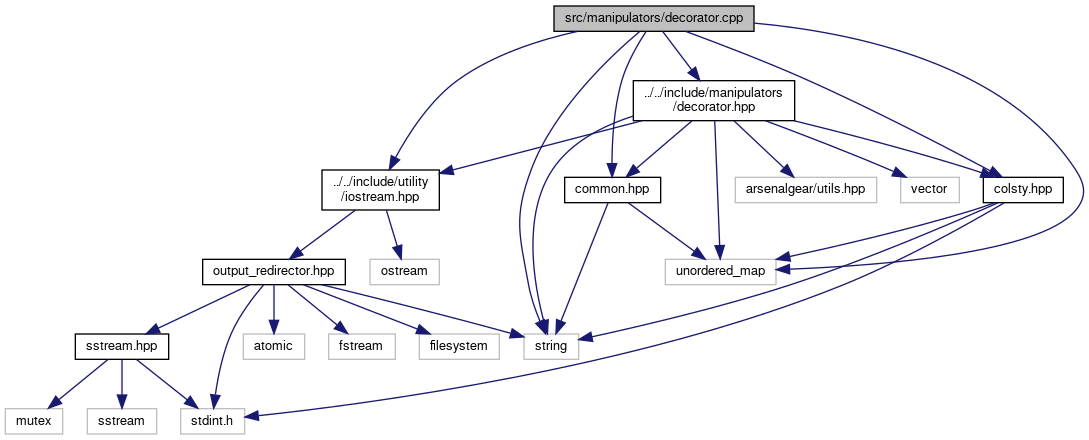 src/manipulators/decorator.cpp
../../include/manipulators
/decorator.hpp
../../include/utility
/iostream.hpp
common.hpp
arsenalgear/utils.hpp
vector
colsty.hpp
output_redirector.hpp
ostream
unordered_map
sstream.hpp
atomic
fstream
filesystem
string
mutex
sstream
stdint.h